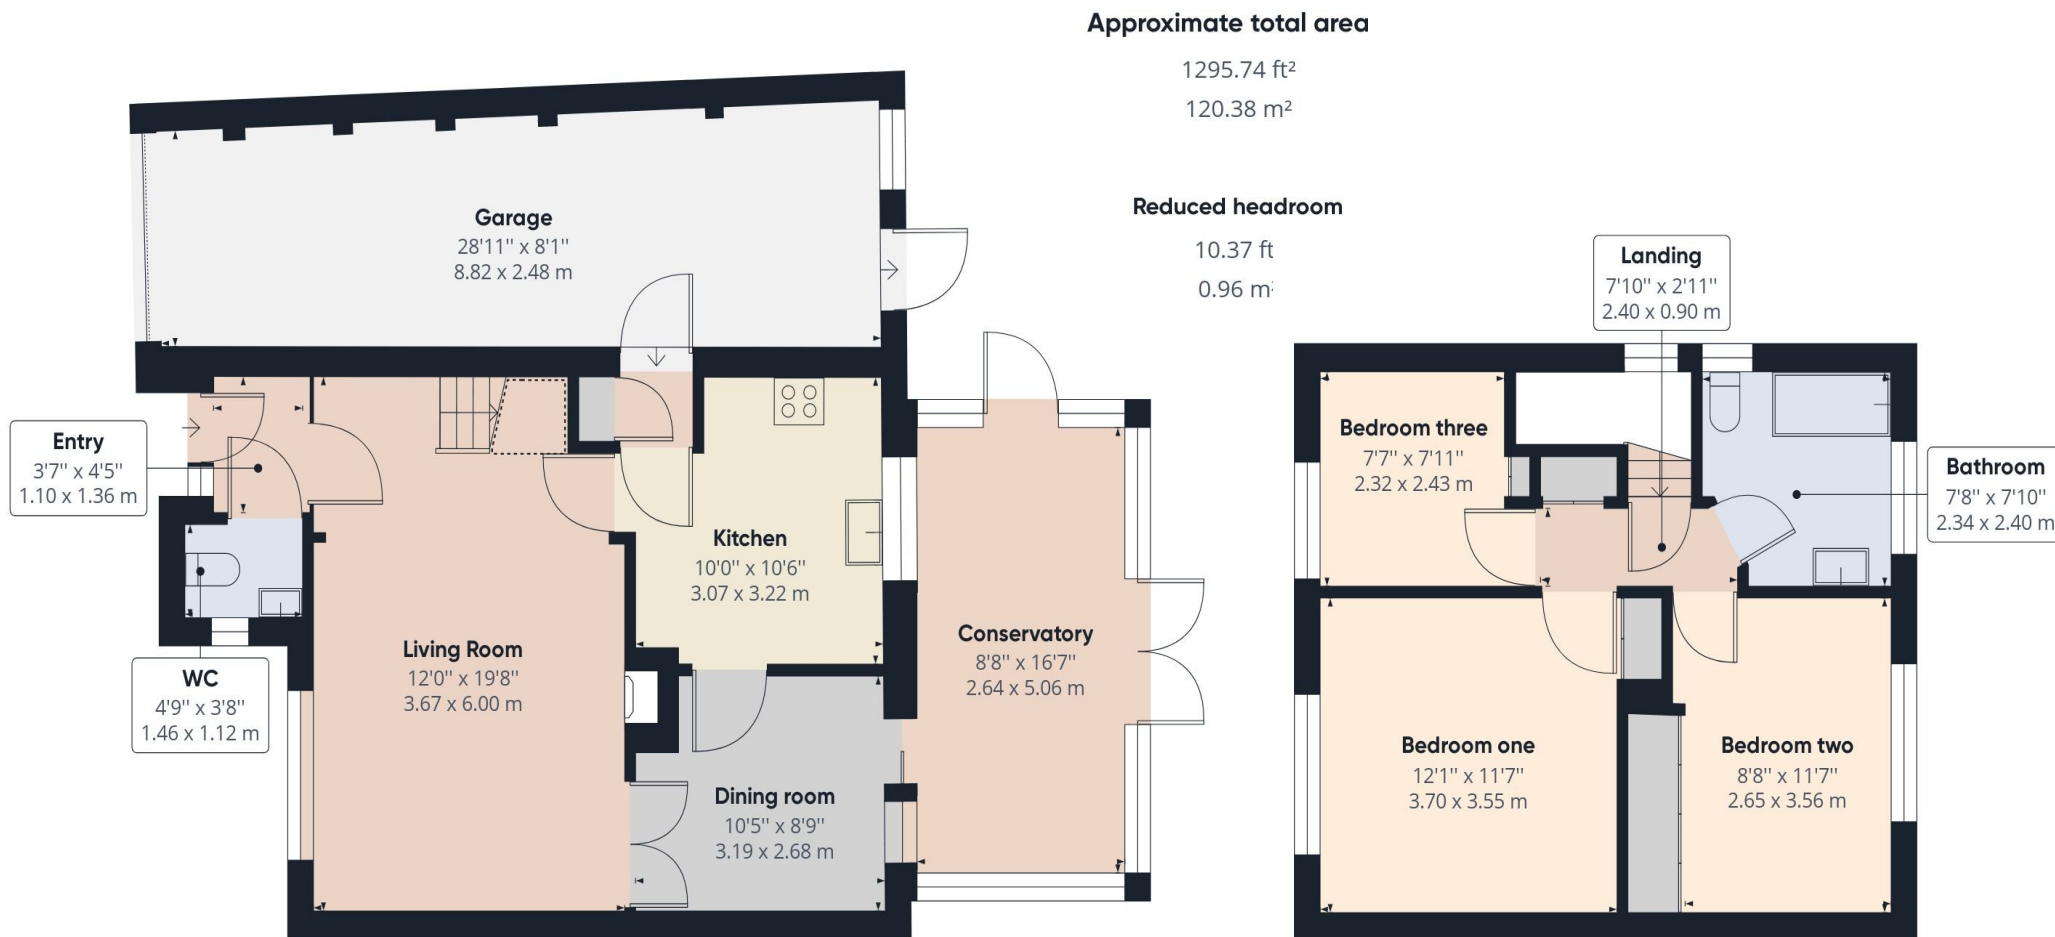 Approximate total area
1295.74 ft²
120.38 m²
Reduced headroom
10.37 ft
0.96 m²
Garage
28'11" x 8'1"
8.82 x 2.48 m
Entry
3'7" x 4'5"
1.10 x 1.36 m
WC
4'9" x 3'8"
1.46 x 1.12 m
Living Room
12'0" x 19'8"
3.67 x 6.00 m
Kitchen
10'0" x 10'6"
3.07 x 3.22 m
Dining room
10'5" x 8'9"
3.19 x 2.68 m
Conservatory
8'8" x 16'7"
2.64 x 5.06 m
Landing
7'10" x 2'11"
2.40 x 0.90 m
Bedroom three
7'7" x 7'11"
2.32 x 2.43 m
Bathroom
7'8" x 7'10"
2.34 x 2.40 m
Bedroom one
12'1" x 11'7"
3.70 x 3.55 m
Bedroom two
8'8" x 11'7"
2.65 x 3.56 m